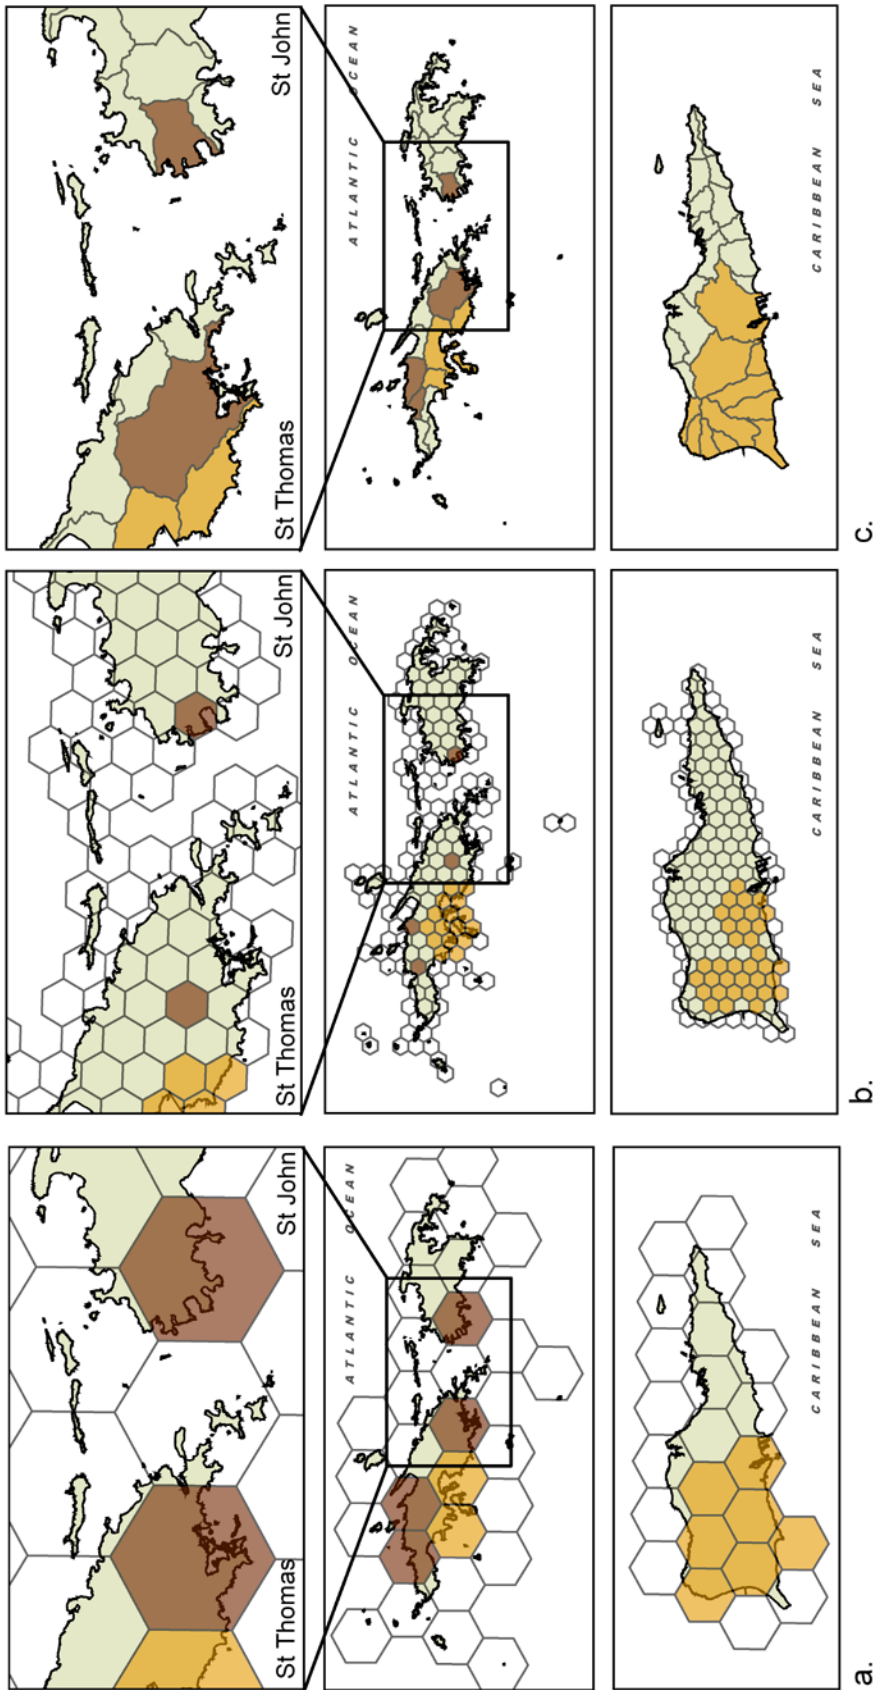 St Thomas
St John
ATLANTIC OCEAN
CARIBBEAN SEA
a.
St Thomas
St John
ATLANTIC OCEAN
CARIBBEAN SEA
b.
St Thomas
St John
ATLANTIC OCEAN
CARIBBEAN SEA
c.